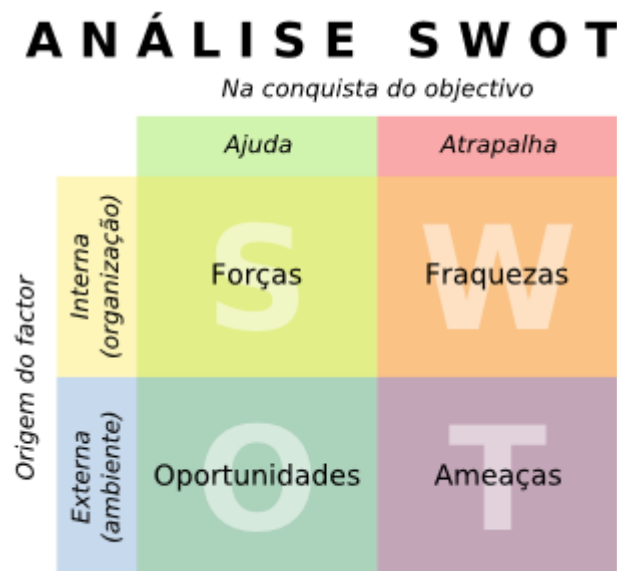 ANÁLISE SWOT
Na conquista do objectivo
Ajuda
Atrapalha
Origem do factor
Interna
(organização)
S
Forças
W
Fraquezas
Externa
(ambiente)
O
Oportunidades
T
Ameaças